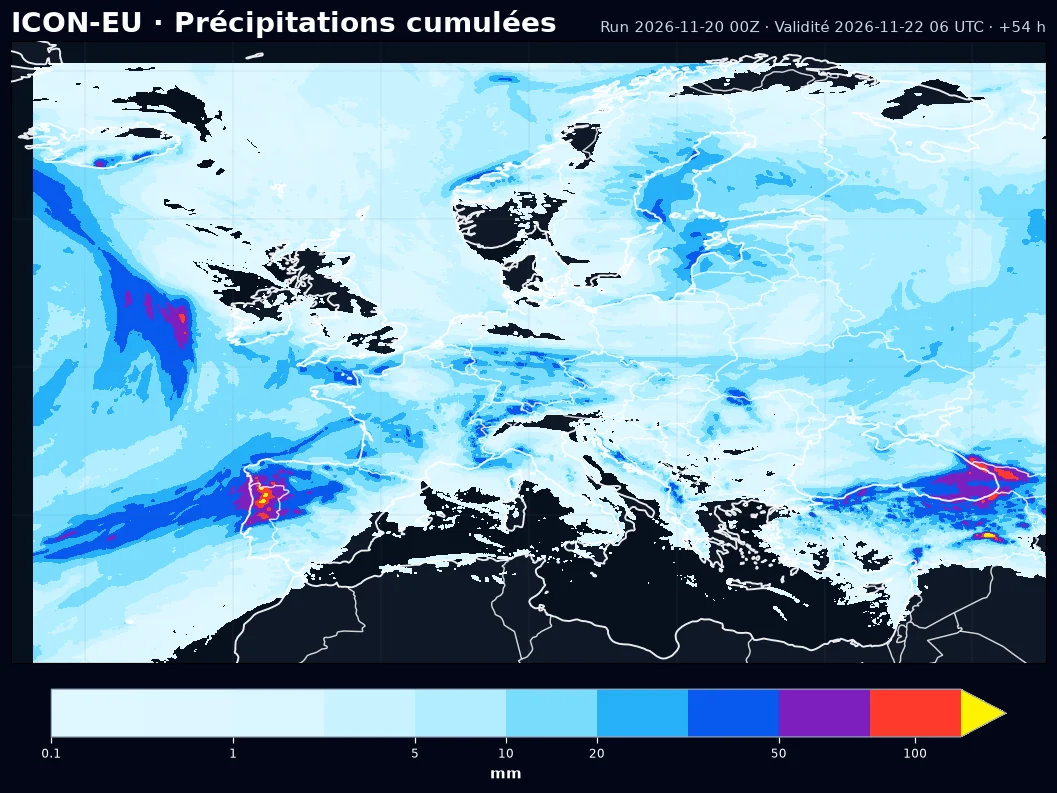 ICON-EU · Précipitations cumulées
Run 2026-11-20 00Z · Validité 2026-11-22 06 UTC · +54 h
0.1 1 5 10 20 50 100
mm